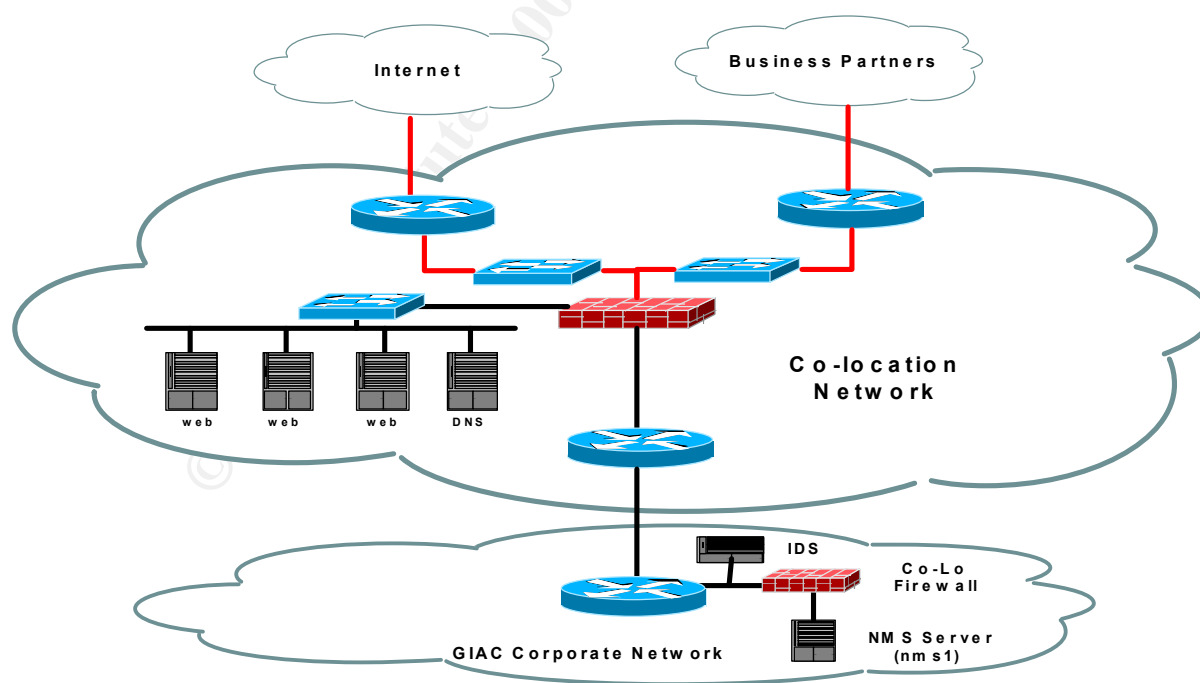 Internet
Business Partners
Co-location
Network
web
web
web
DNS
IDS
Co-Lo
Firewall
NMS Server
(nms1)
GIAC Corporate Network